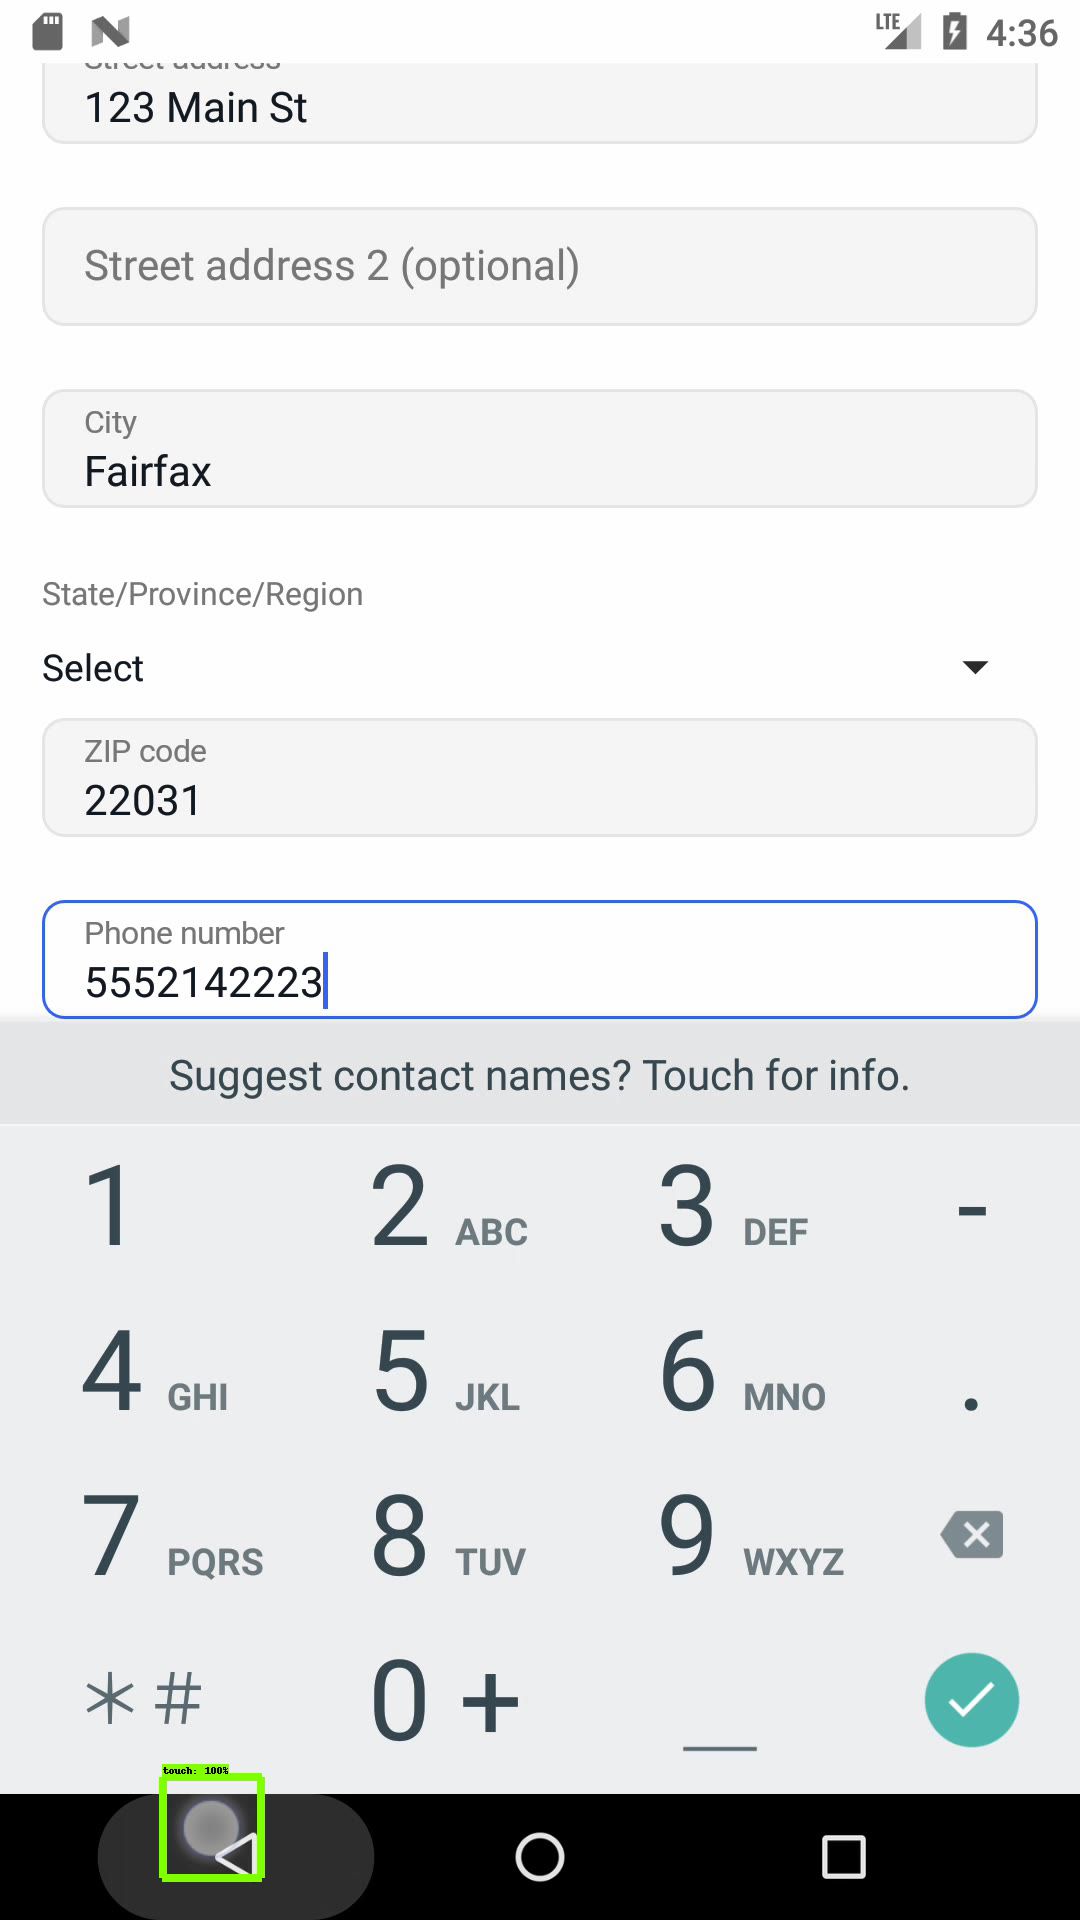 LTE 4:36
Street address
123 Main St
Street address 2 (optional)
City
Fairfax
State/Province/Region
Select
ZIP code
22031
Phone number
5552142223
Suggest contact names? Touch for info.
1 2 ABC 3 DEF -
4 GHI 5 JKL 6 MNO .
7 PQRS 8 TUV 9 WXYZ
*# 0 + _
touch: 100%